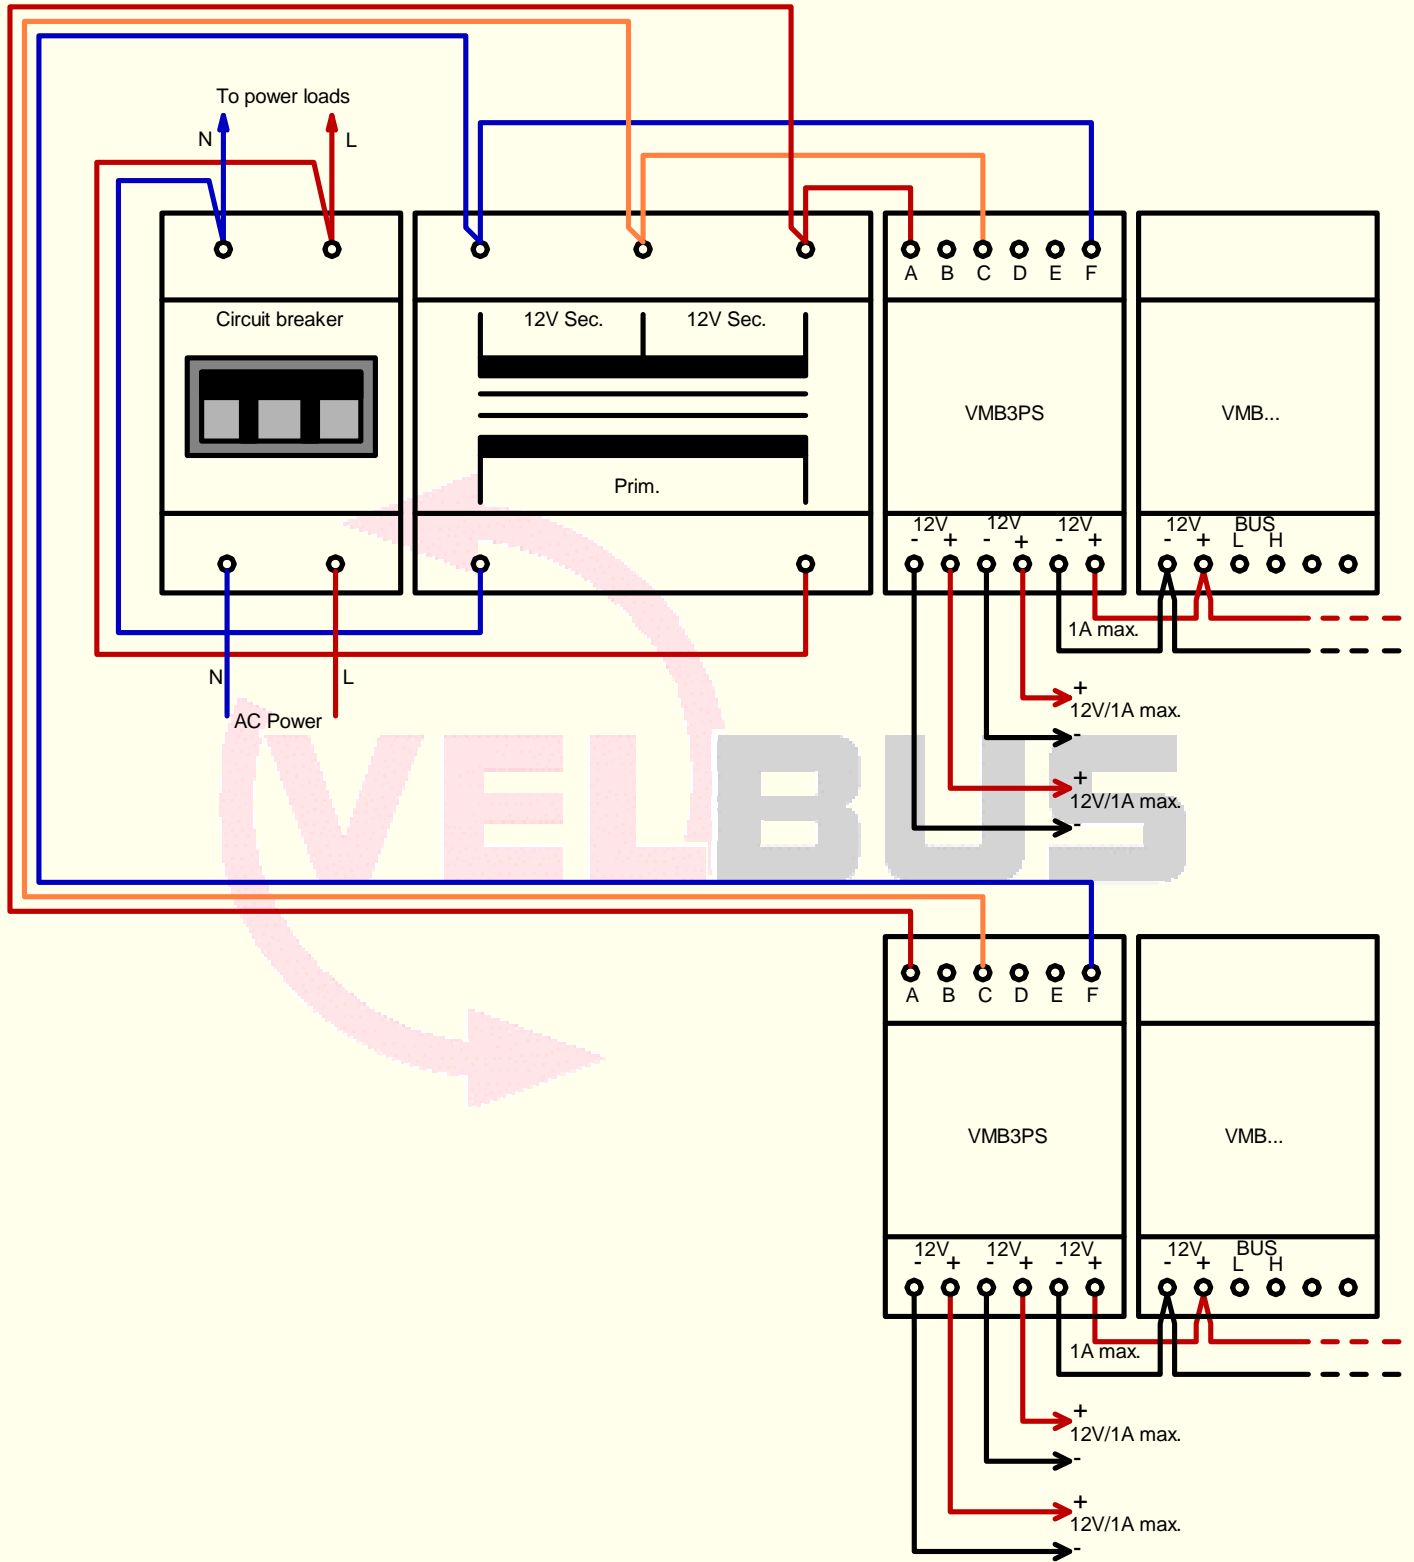 To power loads
N
L
A
B
C
D
E
F
Circuit breaker
12V Sec.
12V Sec.
VMB3PS
VMB...
Prim.
12V
12V
12V
- + - + - +
12V
BUS
- + L H
1A max.
N
L
AC Power
+
12V/1A max.
-
+
12V/1A max.
-
VELBUS
A
B
C
D
E
F
VMB3PS
VMB...
12V
12V
12V
- + - + - +
12V
BUS
- + L H
1A max.
+
12V/1A max.
-
+
12V/1A max.
-